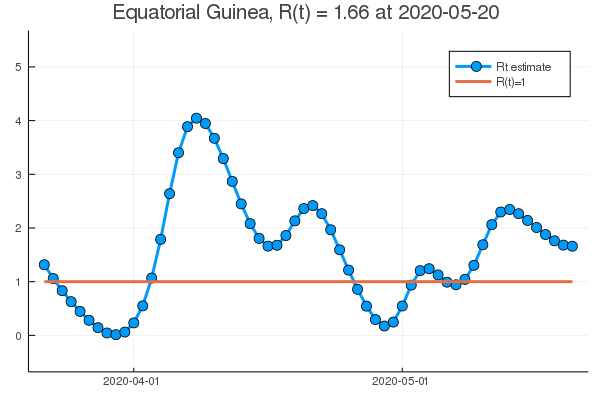 Equatorial Guinea, R(t) = 1.66 at 2020-05-20
Rt estimate
R(t)=1
5
4
3
2
1
0
2020-04-01
2020-05-01